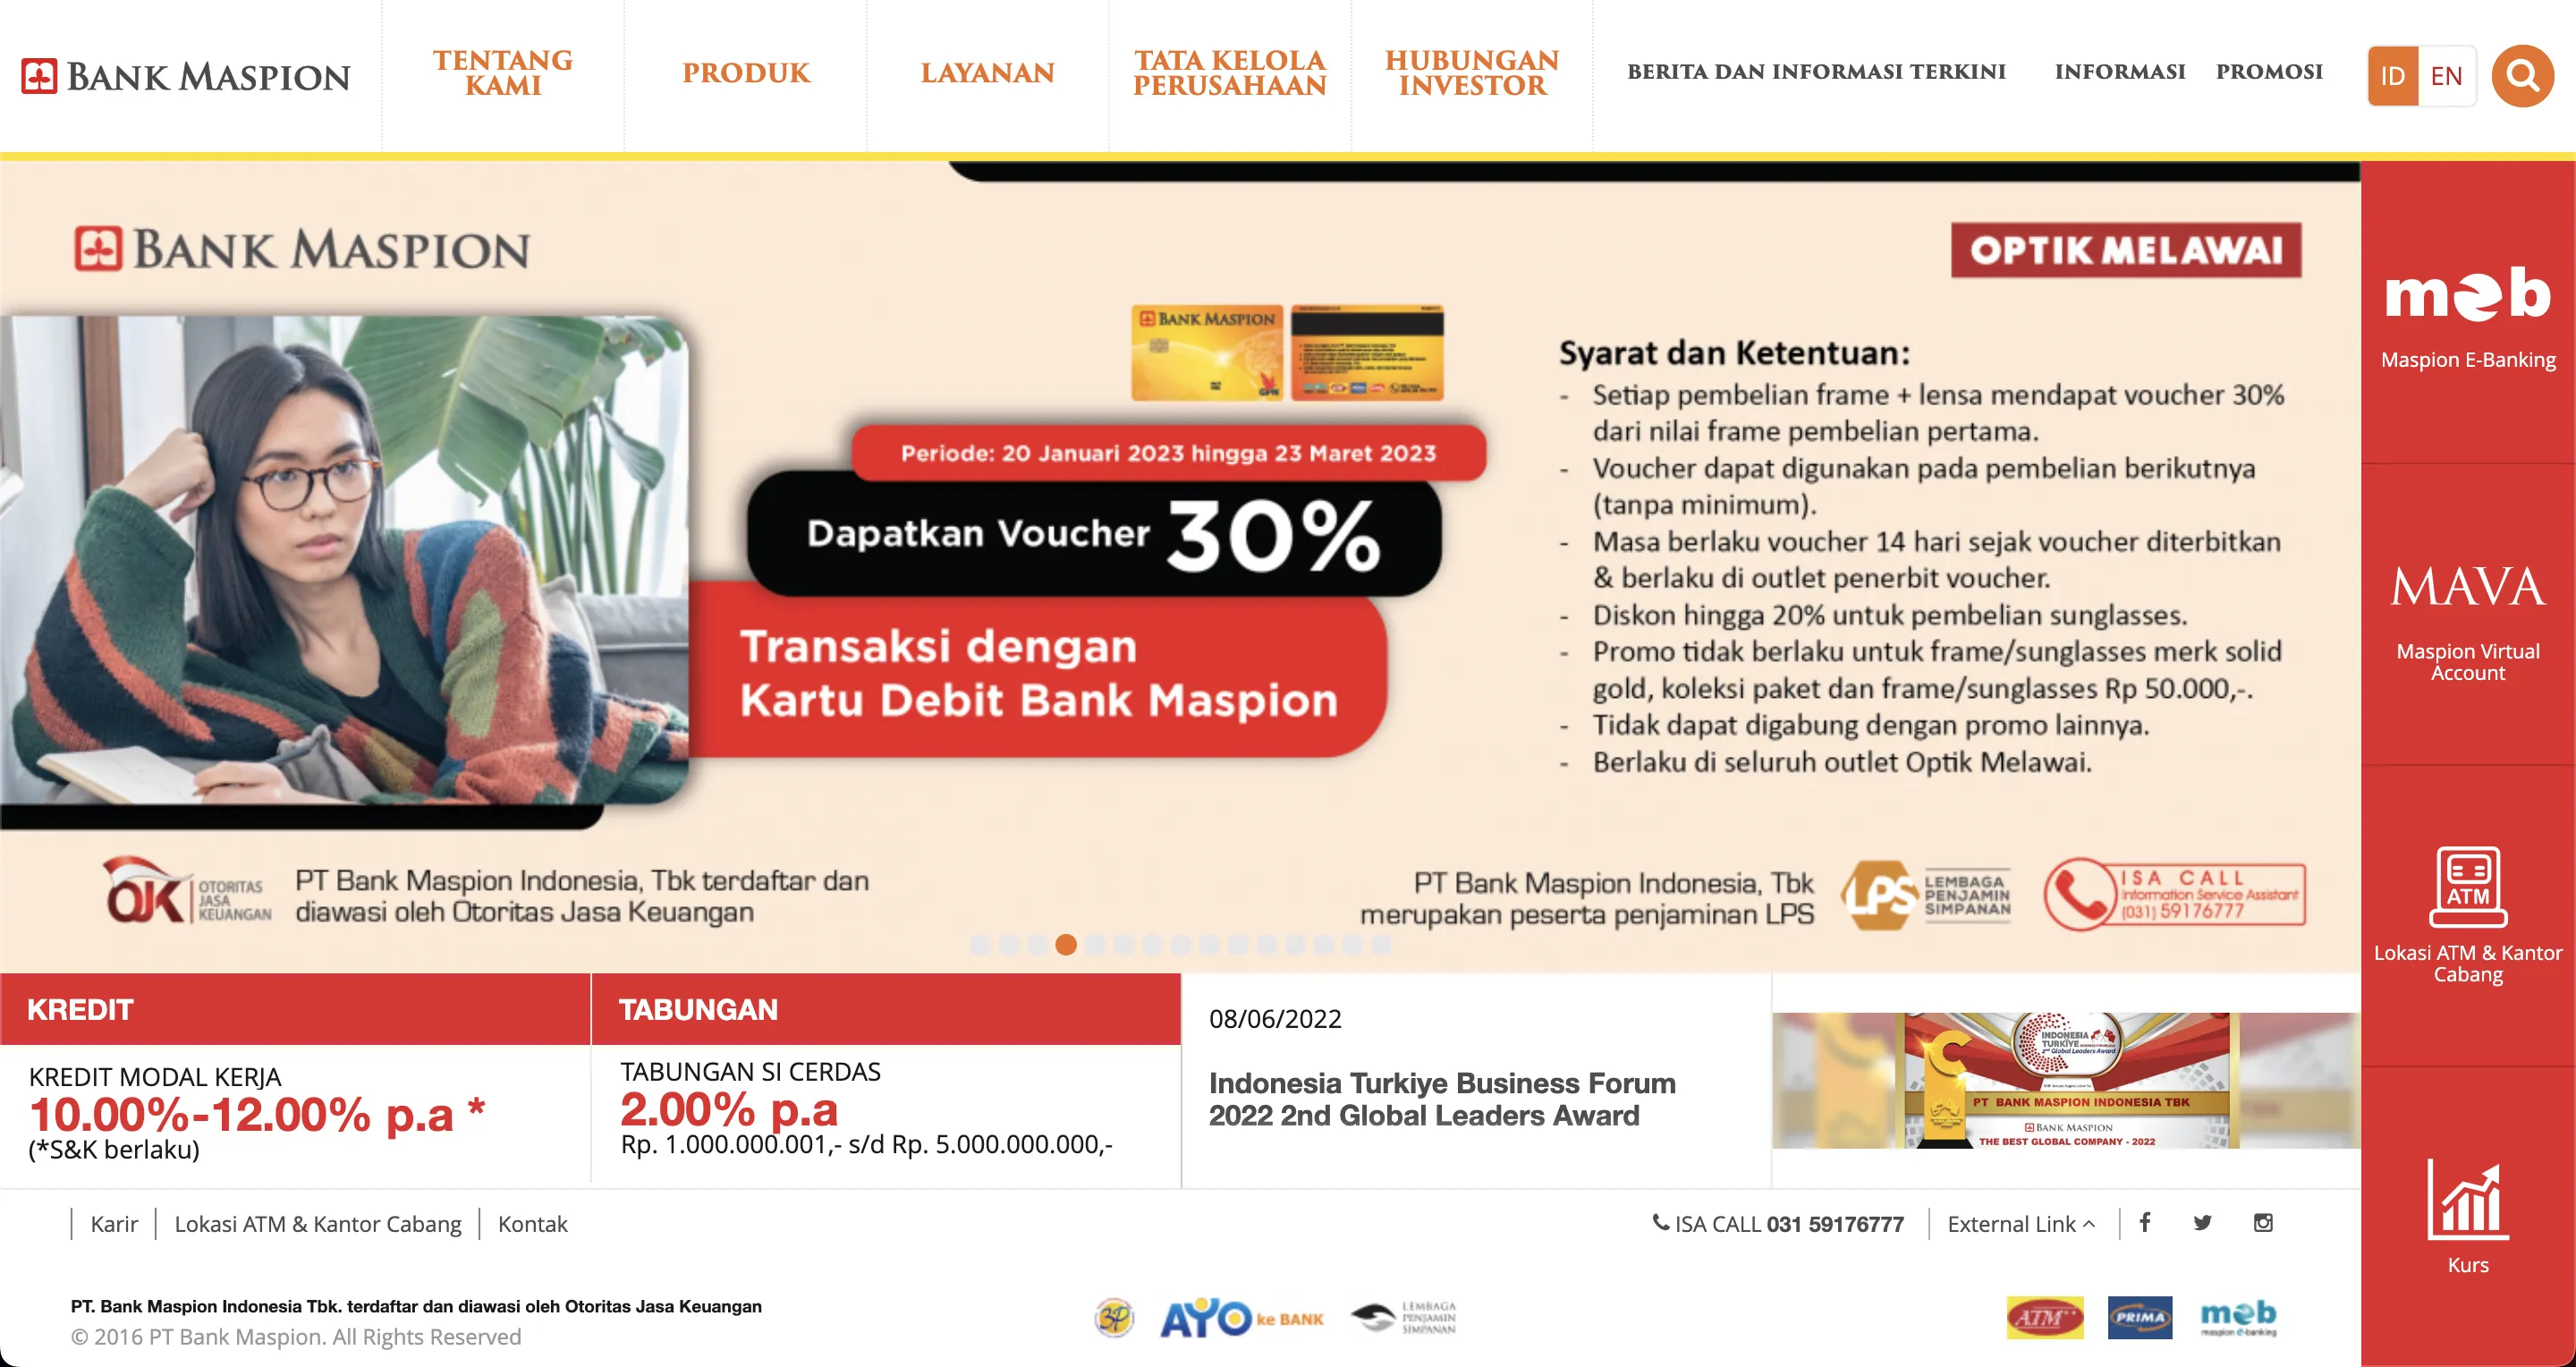 BANK MASPION
TENTANG
KAMI
PRODUK
LAYANAN
TATA KELOLA
PERUSAHAAN
HUBUNGAN
INVESTOR
BERITA DAN INFORMASI TERKINI
INFORMASI
PROMOSI
ID
EN
BANK MASPION
OPTIK MELAWAI
BANK MASPION
Periode: 20 Januari 2023 hingga 23 Maret 2023
Dapatkan Voucher 30%
Transaksi dengan
Kartu Debit Bank Maspion
Syarat dan Ketentuan:
- Setiap pembelian frame + lensa mendapat voucher 30%
dari nilai frame pembelian pertama.
- Voucher dapat digunakan pada pembelian berikutnya
(tanpa minimum).
- Masa berlaku voucher 14 hari sejak voucher diterbitkan
& berlaku di outlet penerbit voucher.
- Diskon hingga 20% untuk pembelian sunglasses.
- Promo tidak berlaku untuk frame/sunglasses merk solid
gold, koleksi paket dan frame/sunglasses Rp 50.000,-.
- Tidak dapat digabung dengan promo lainnya.
- Berlaku di seluruh outlet Optik Melawai.
OJK
OTORITAS
JASA
KEUANGAN
PT Bank Maspion Indonesia, Tbk terdaftar dan
diawasi oleh Otoritas Jasa Keuangan
PT Bank Maspion Indonesia, Tbk
merupakan peserta penjaminan LPS
LPS
LEMBAGA
PENJAMIN
SIMPANAN
ISA CALL
Information Service Assistant
(031) 59176777
meb
Maspion E-Banking
MAVA
Maspion Virtual
Account
ATM
Lokasi ATM & Kantor
Cabang
Kurs
KREDIT
KREDIT MODAL KERJA
10.00%-12.00% p.a *
(*S&K berlaku)
TABUNGAN
TABUNGAN SI CERDAS
2.00% p.a
Rp. 1.000.000.001,- s/d Rp. 5.000.000.000,-
08/06/2022
Indonesia Turkiye Business Forum
2022 2nd Global Leaders Award
INDONESIA
TURKIYE
2nd Global Leaders Award
PT BANK MASPION INDONESIA TBK
BANK MASPION
THE BEST GLOBAL COMPANY - 2022
Karir
Lokasi ATM & Kantor Cabang
Kontak
ISA CALL 031 59176777
External Link
PT. Bank Maspion Indonesia Tbk. terdaftar dan diawasi oleh Otoritas Jasa Keuangan
© 2016 PT Bank Maspion. All Rights Reserved
3P
AYO ke BANK
LEMBAGA
PENJAMIN
SIMPANAN
ATM
PRIMA
meb
maspion e-banking